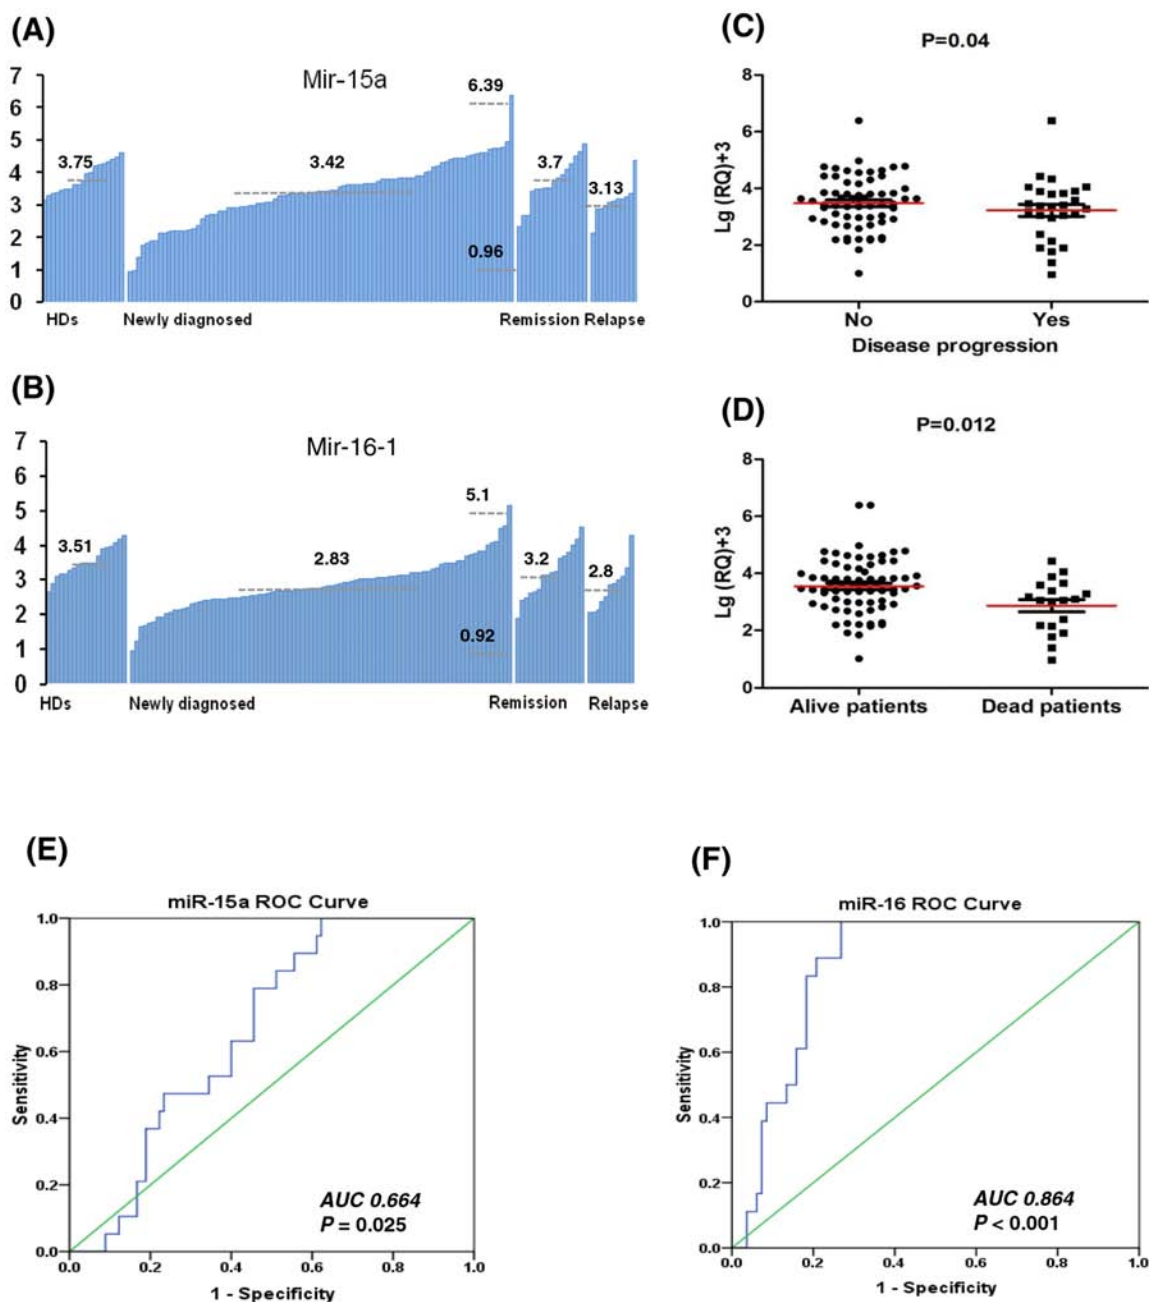 (A)
Mir-15a
7
6
5
4
3
2
1
0
3.75
3.42
6.39
0.96
3.7
3.13
HDs Newly diagnosed Remission Relapse
(B)
Mir-16-1
7
6
5
4
3
2
1
0
3.51
2.83
5.1
0.92
3.2
2.8
HDs Newly diagnosed Remission Relapse
(C)
P=0.04
Lg (RQ)+3
8
6
4
2
0
No Yes
Disease progression
(D)
P=0.012
Lg (RQ)+3
8
6
4
2
0
Alive patients Dead patients
(E)
miR-15a ROC Curve
Sensitivity
1.0
0.8
0.6
0.4
0.2
0.0
AUC 0.664
P = 0.025
0.0 0.2 0.4 0.6 0.8 1.0
1 - Specificity
(F)
miR-16 ROC Curve
Sensitivity
1.0
0.8
0.6
0.4
0.2
0.0
AUC 0.864
P < 0.001
0.0 0.2 0.4 0.6 0.8 1.0
1 - Specificity